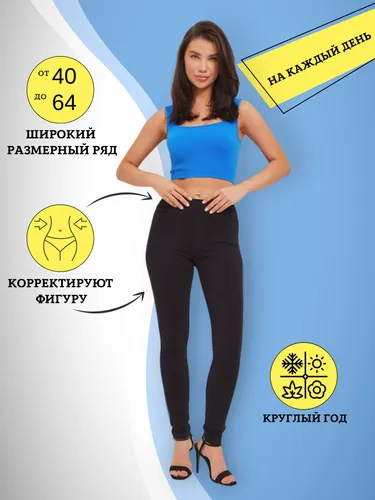 от 40
до 64
ШИРОКИЙ
РАЗМЕРНЫЙ РЯД
НА КАЖДЫЙ ДЕНЬ
КОРРЕКТИРУЮТ
ФИГУРУ
КРУГЛЫЙ ГОД